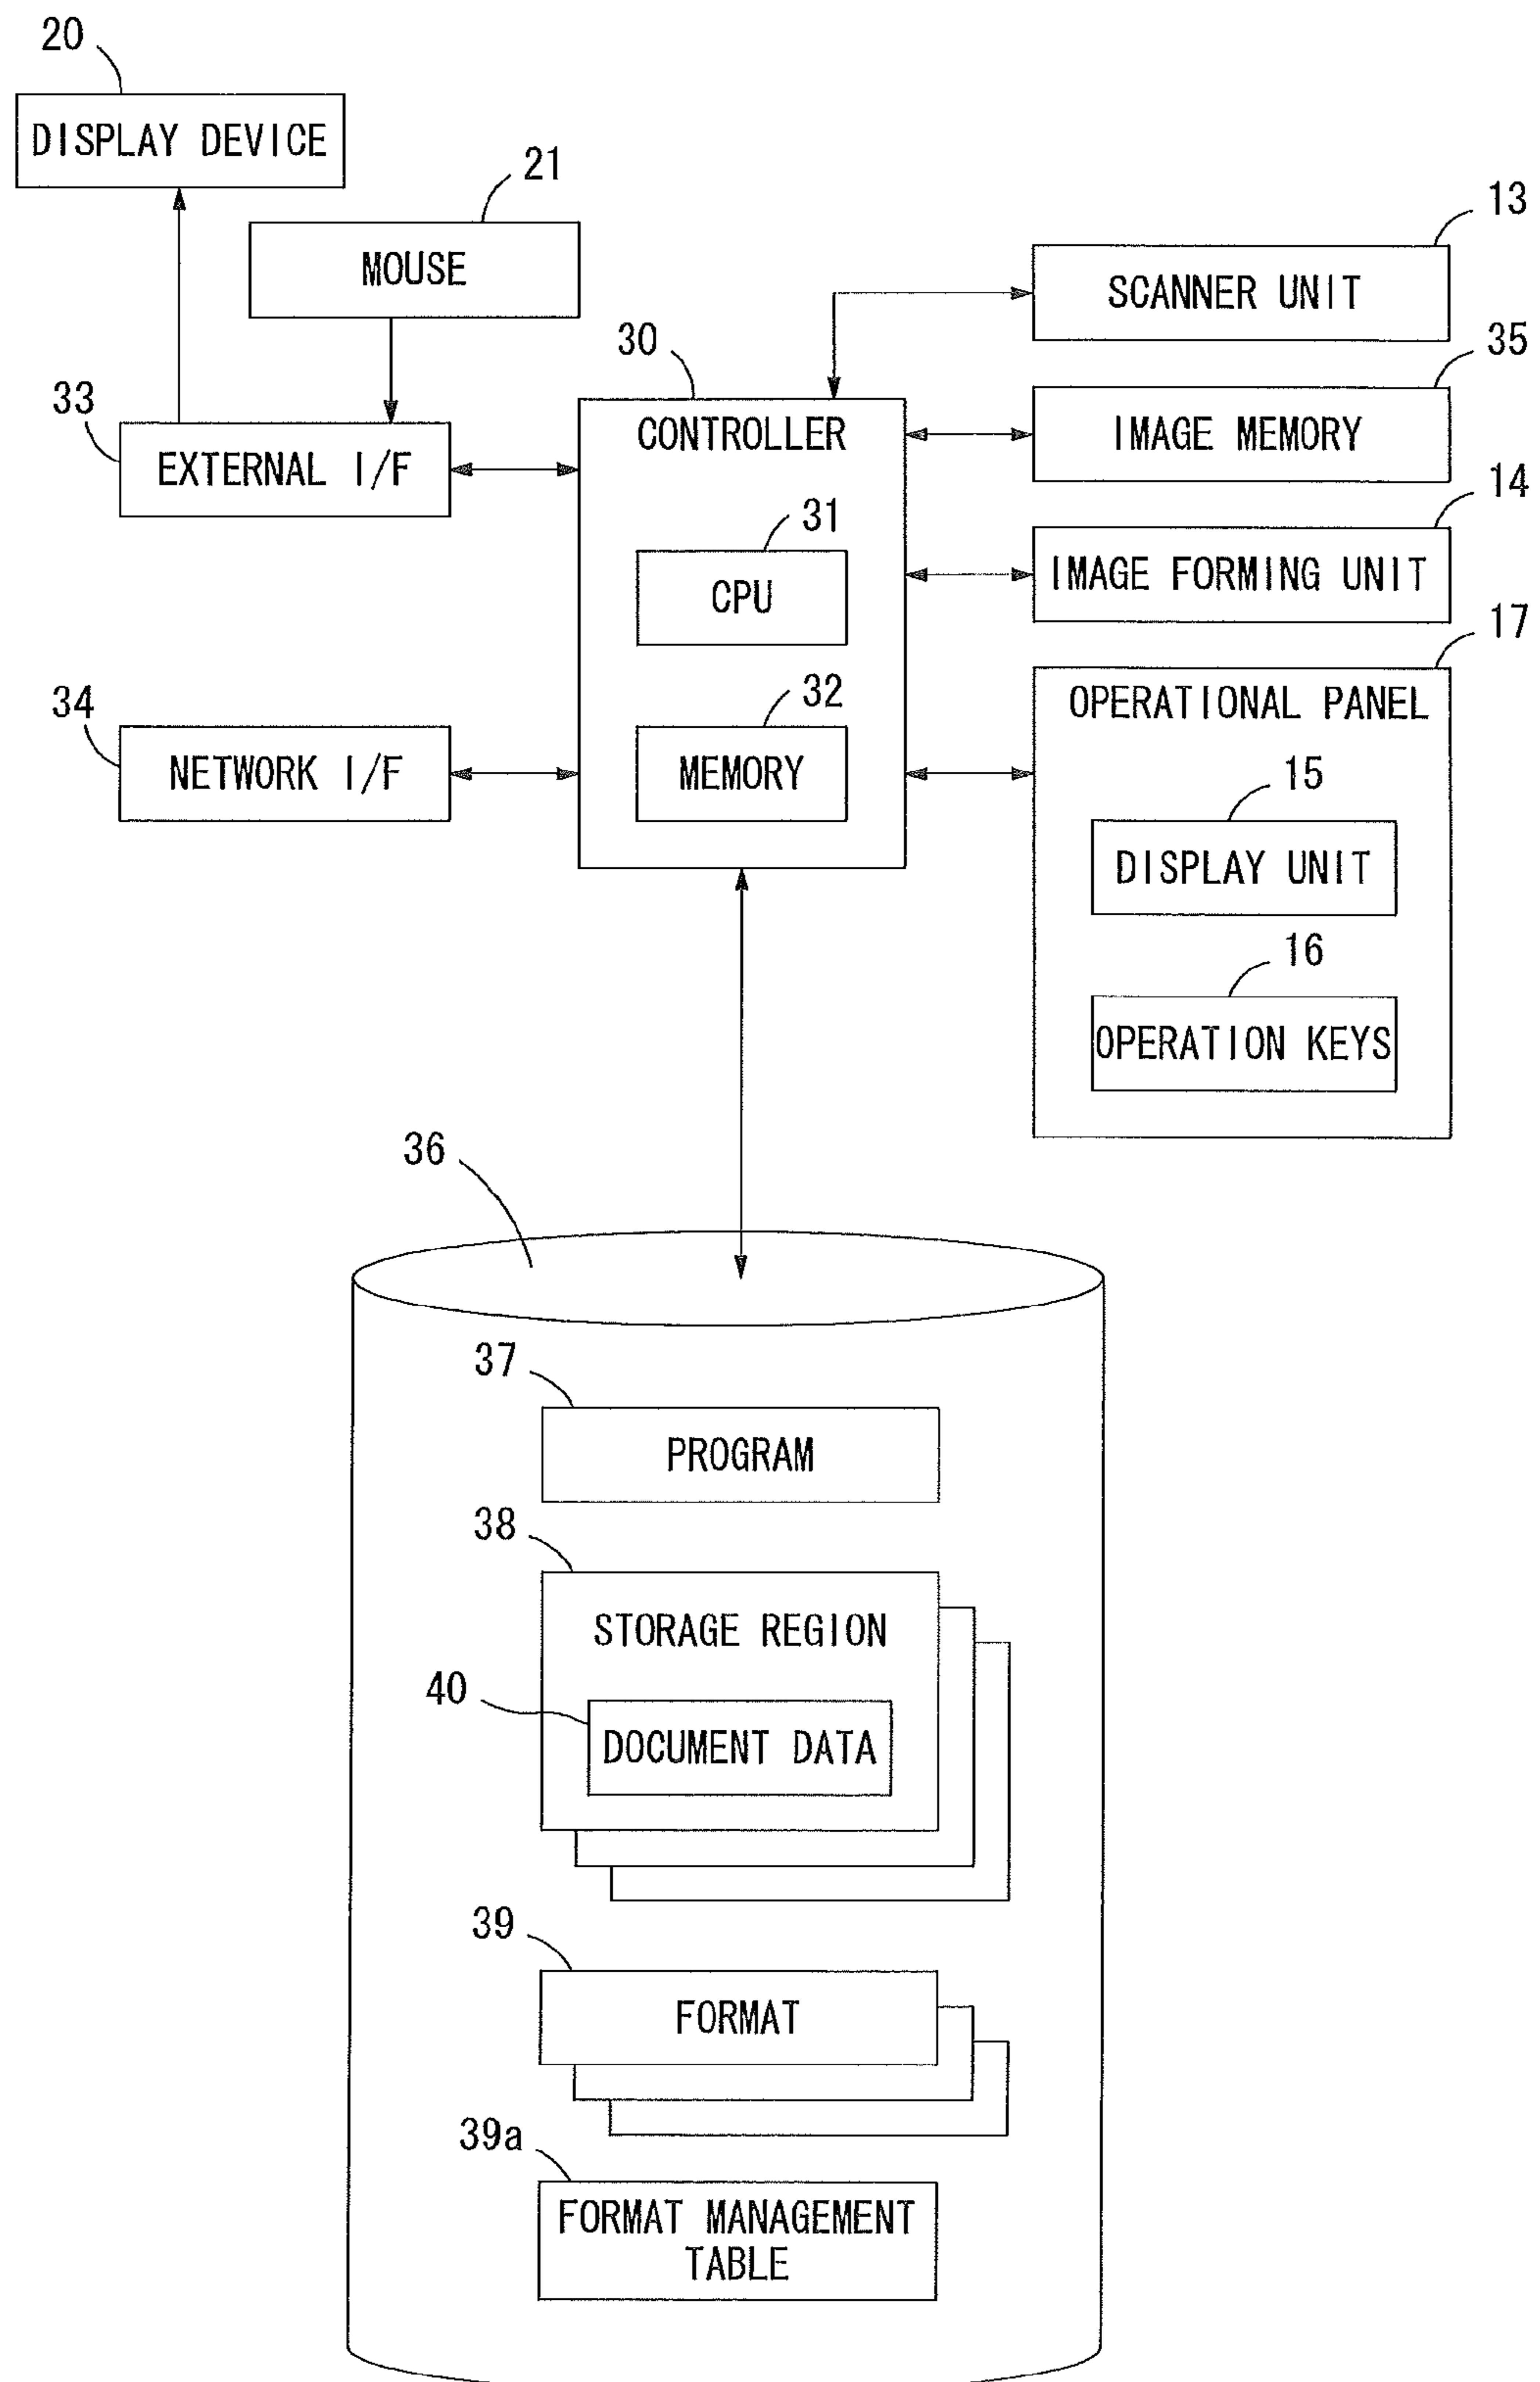 20
DISPLAY DEVICE
21
MOUSE
13
SCANNER UNIT
30
35
33
CONTROLLER
IMAGE MEMORY
EXTERNAL I/F
14
31
IMAGE FORMING UNIT
CPU
17
34
32
OPERATIONAL PANEL
NETWORK I/F
MEMORY
15
DISPLAY UNIT
16
OPERATION KEYS
36
37
PROGRAM
38
STORAGE REGION
40
DOCUMENT DATA
39
FORMAT
39a
FORMAT MANAGEMENT
TABLE